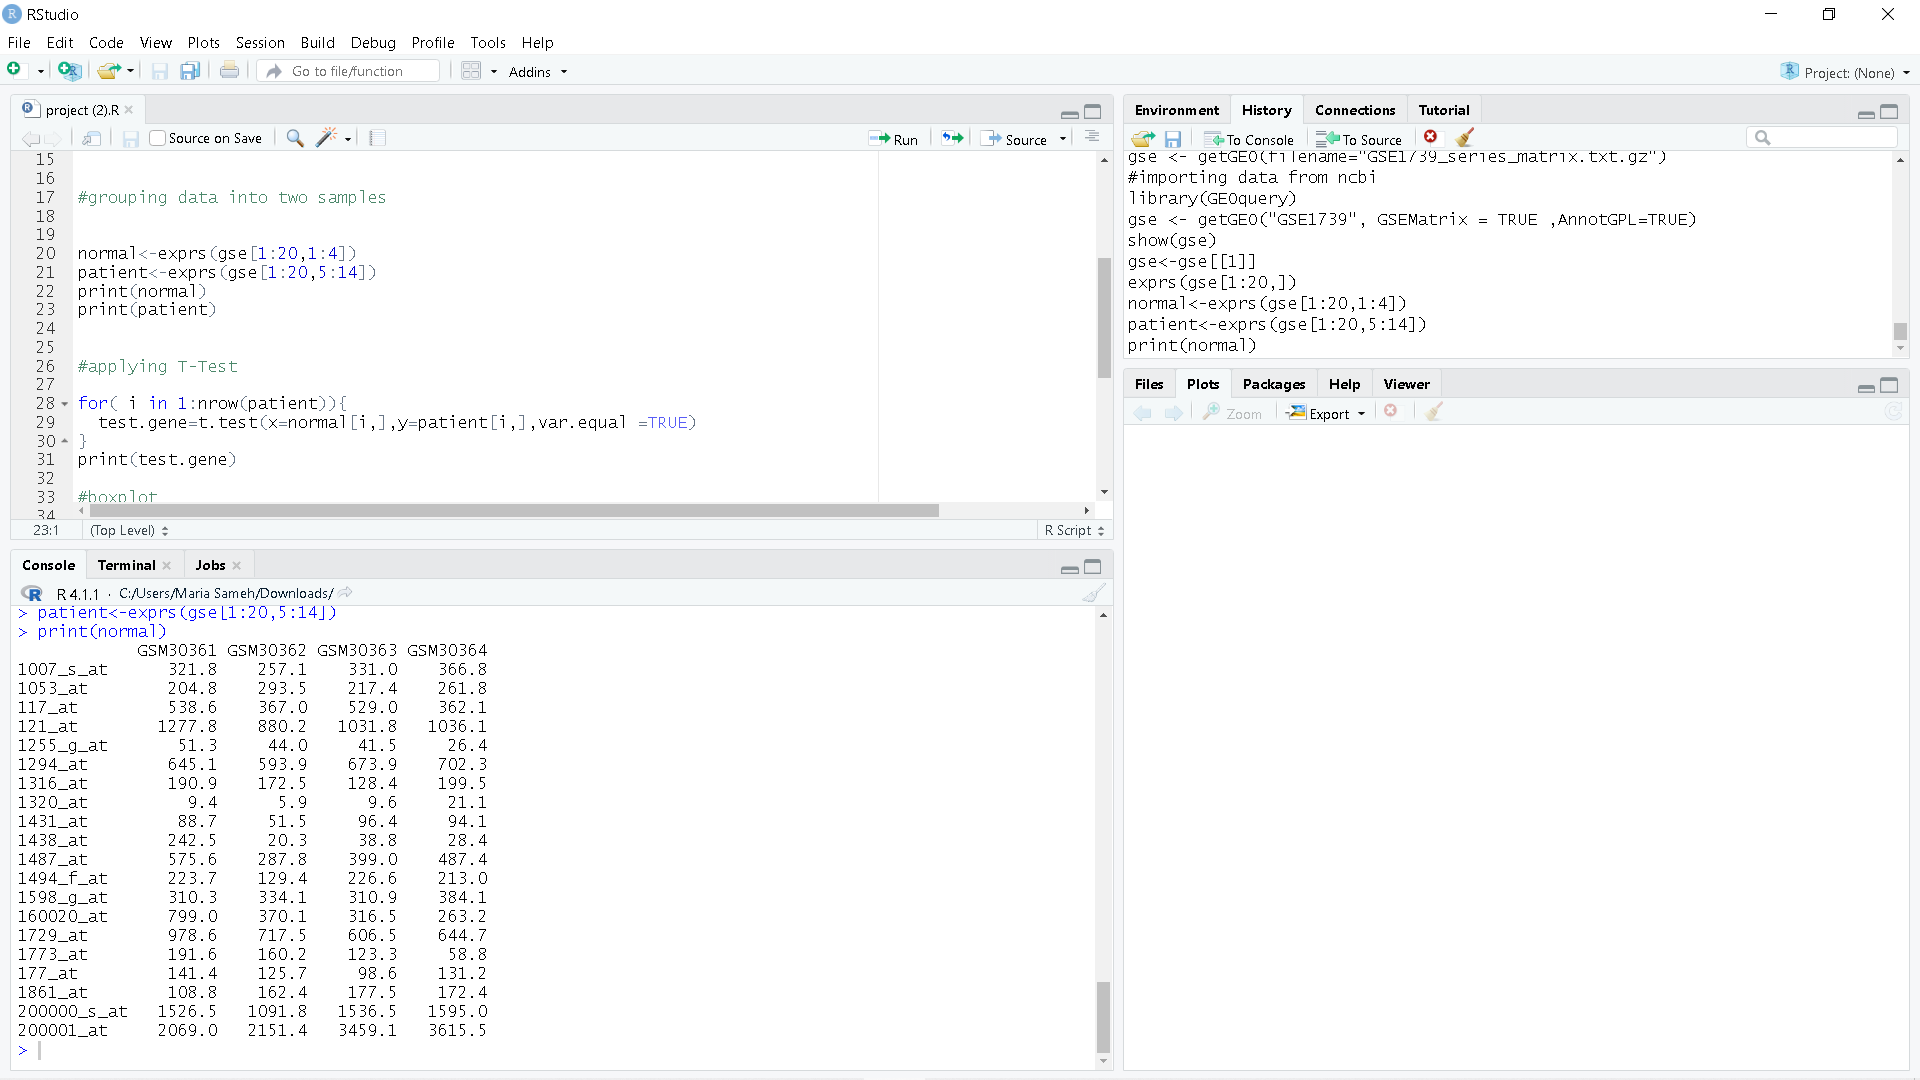 RStudio
File Edit Code View Plots Session Build Debug Profile Tools Help
Go to file/function Addins Project: (None)
project (2).R
Source on Save Run Source
15
16
17 #grouping data into two samples
18
19
20 normal<-exprs(gse[1:20,1:4])
21 patient<-exprs(gse[1:20,5:14])
22 print(normal)
23 print(patient)
24
25
26 #applying T-Test
27
28 for( i in 1:nrow(patient)){
29 test.gene=t.test(x=normal[i,],y=patient[i,],var.equal =TRUE)
30 }
31 print(test.gene)
32
33 #boxplot
34
23:1 (Top Level) R Script
Console Terminal Jobs
R 4.1.1 · C:/Users/Maria Sameh/Downloads/
> patient<-exprs(gse[1:20,5:14])
> print(normal)
GSM30361 GSM30362 GSM30363 GSM30364
1007_s_at 321.8 257.1 331.0 366.8
1053_at 204.8 293.5 217.4 261.8
117_at 538.6 367.0 529.0 362.1
121_at 1277.8 880.2 1031.8 1036.1
1255_g_at 51.3 44.0 41.5 26.4
1294_at 645.1 593.9 673.9 702.3
1316_at 190.9 172.5 128.4 199.5
1320_at 9.4 5.9 9.6 21.1
1431_at 88.7 51.5 96.4 94.1
1438_at 242.5 20.3 38.8 28.4
1487_at 575.6 287.8 399.0 487.4
1494_f_at 223.7 129.4 226.6 213.0
1598_g_at 310.3 334.1 310.9 384.1
160020_at 799.0 370.1 316.5 263.2
1729_at 978.6 717.5 606.5 644.7
1773_at 191.6 160.2 123.3 58.8
177_at 141.4 125.7 98.6 131.2
1861_at 108.8 162.4 177.5 172.4
200000_s_at 1526.5 1091.8 1536.5 1595.0
200001_at 2069.0 2151.4 3459.1 3615.5
>
Environment History Connections Tutorial
To Console To Source
gse <- getGEO(filename="GSE1739_series_matrix.txt.gz")
#importing data from ncbi
library(GEOquery)
gse <- getGEO("GSE1739", GSEMatrix = TRUE ,AnnotGPL=TRUE)
show(gse)
gse<-gse[[1]]
exprs(gse[1:20,])
normal<-exprs(gse[1:20,1:4])
patient<-exprs(gse[1:20,5:14])
print(normal)
Files Plots Packages Help Viewer
Zoom Export